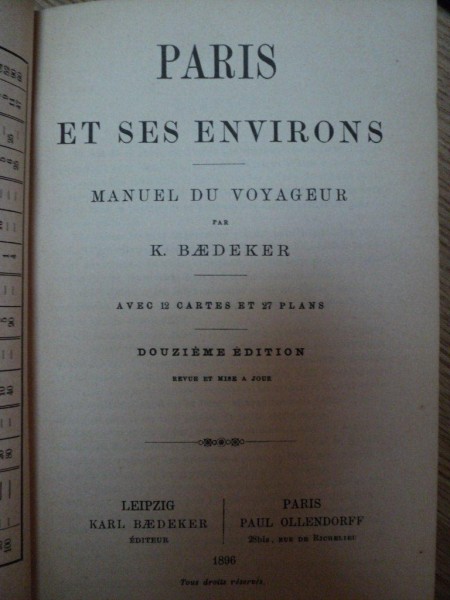 PARIS
ET SES ENVIRONS
MANUEL DU VOYAGEUR
PAR
K. BÆDEKER
AVEC 12 CARTES ET 27 PLANS
DOUZIÈME ÉDITION
REVUE ET MISE A JOUR
LEIPZIG
KARL BÆDEKER
ÉDITEUR
PARIS
PAUL OLLENDORFF
28bis, RUE DE RICHELIEU
1896
Tous droits réservés.